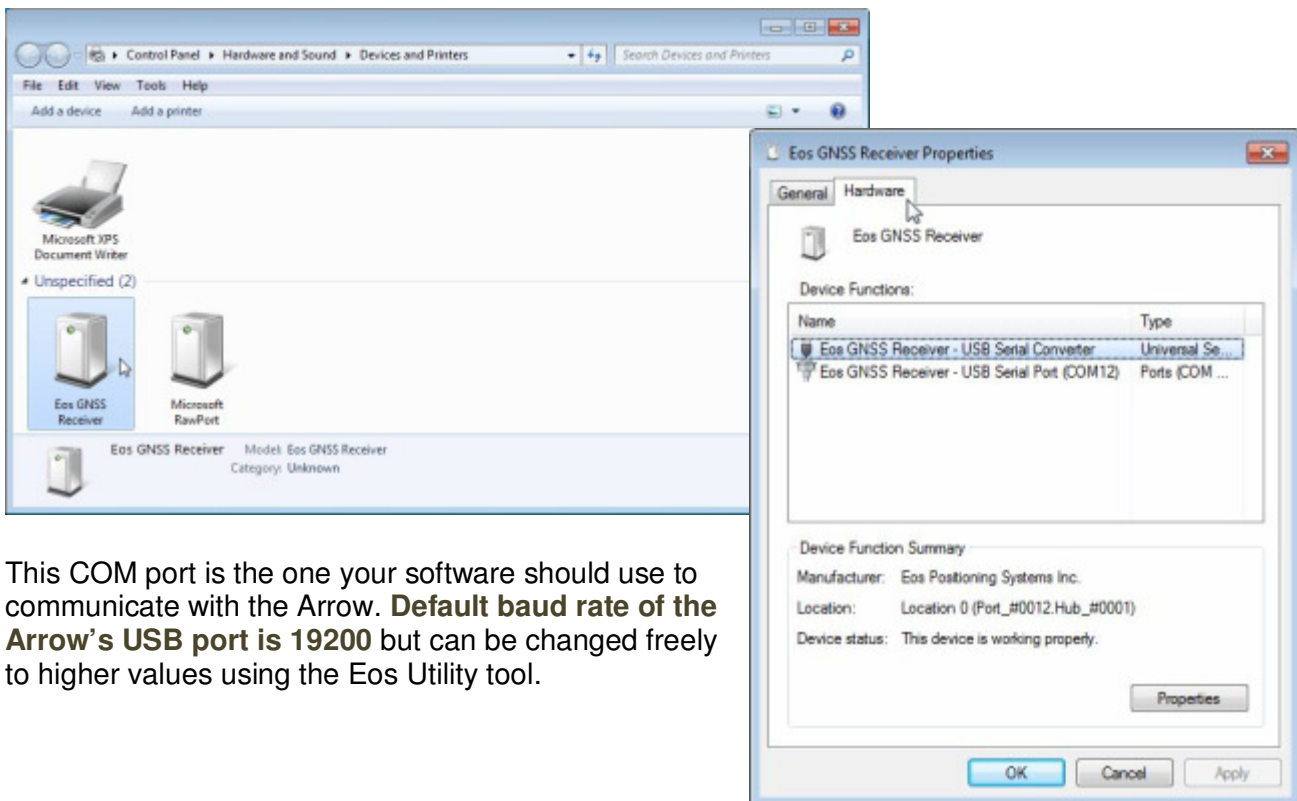 Control Panel ▸ Hardware and Sound ▸ Devices and Printers
Search Devices and Printers
File Edit View Tools Help
Add a device Add a printer
Microsoft XPS
Document Writer
Unspecified (2)
Eos GNSS
Receiver
Microsoft
RawPort
Eos GNSS Receiver Model: Eos GNSS Receiver
Category: Unknown
This COM port is the one your software should use to
communicate with the Arrow. Default baud rate of the
Arrow's USB port is 19200 but can be changed freely
to higher values using the Eos Utility tool.
Eos GNSS Receiver Properties
General Hardware
Eos GNSS Receiver
Device Functions:
Name Type
Eos GNSS Receiver - USB Serial Converter Universal Se...
Eos GNSS Receiver - USB Serial Port (COM12) Ports (COM ...
Device Function Summary
Manufacturer: Eos Positioning Systems Inc.
Location: Location 0 (Port_#0012.Hub_#0001)
Device status: This device is working properly.
Properties
OK Cancel Apply